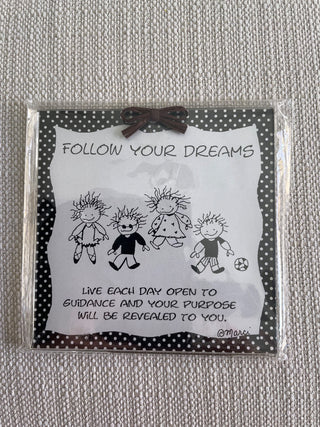 FOLLOW YOUR DREAMS
LiVE EACH DAY OPEN TO
GUiDANCE AND YOUR PURPOSE
WiLL BE REVEALED TO YOU.
©Marci